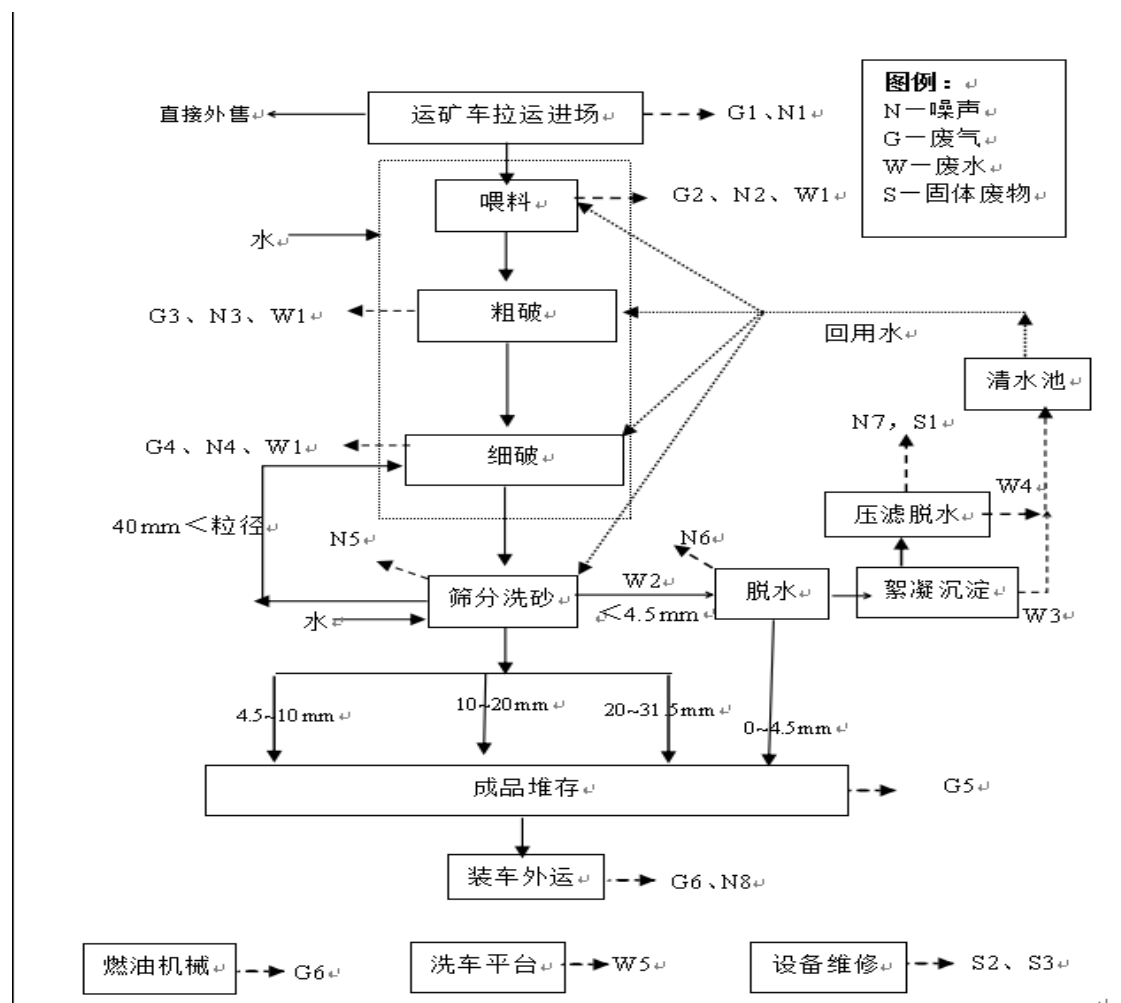 图例：
N—噪声
G—废气
W—废水
S—固体废物
直接外售
运矿车拉运进场
G1、N1
喂料
G2、N2、W1
水
粗破
G3、N3、W1
回用水
清水池
细破
G4、N4、W1
N7，S1
W4
压滤脱水
40mm＜粒径
N5
N6
筛分洗砂
W2
＜4.5mm
脱水
絮凝沉淀
W3
水
4.5~10mm
10~20mm
20~31.5mm
0~4.5mm
成品堆存
G5
装车外运
G6、N8
燃油机械
G6
洗车平台
W5
设备维修
S2、S3